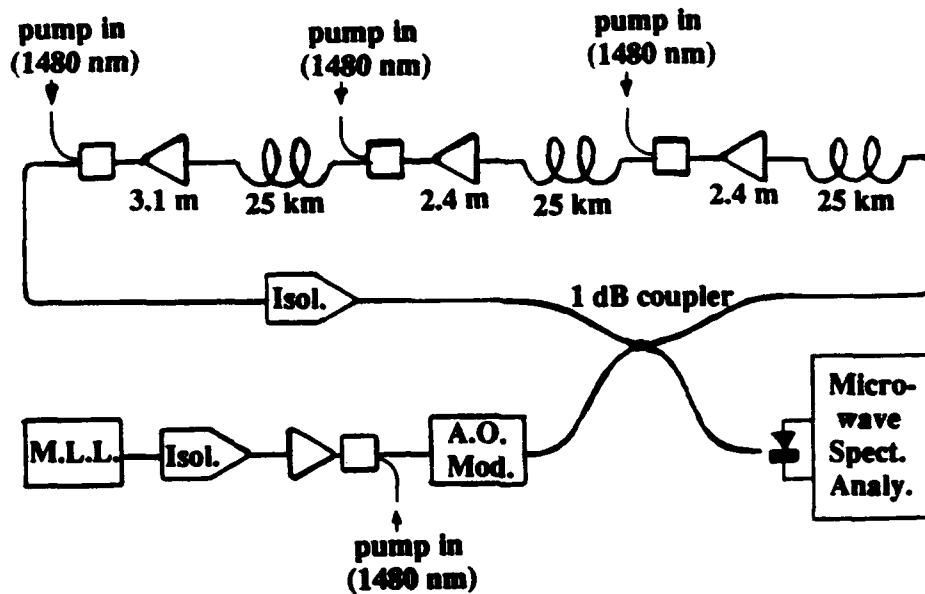 pump in
(1480 nm)
pump in
(1480 nm)
pump in
(1480 nm)
3.1 m
25 km
2.4 m
25 km
2.4 m
25 km
Isol.
1 dB coupler
M.L.L.
Isol.
A.O.
Mod.
Micro-
wave
Spect.
Analy.
pump in
(1480 nm)